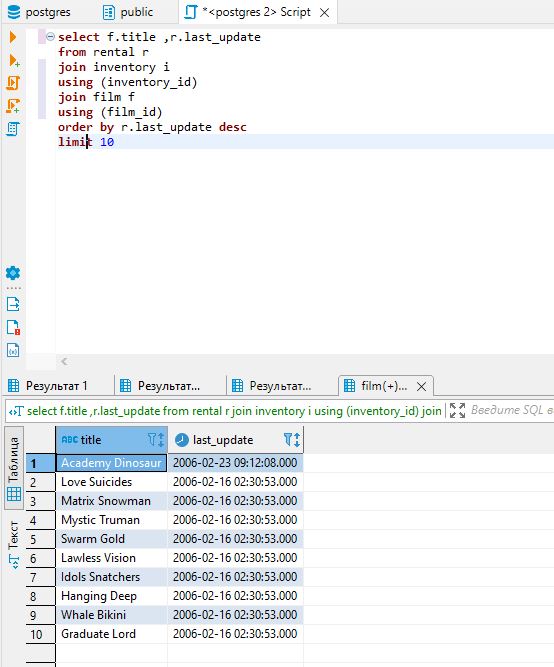 postgres public *<postgres 2> Script
select f.title ,r.last_update
from rental r
join inventory i
using (inventory_id)
join film f
using (film_id)
order by r.last_update desc
limit 10
Результат 1 Результат... Результат... film(+)...
select f.title ,r.last_update from rental r join inventory i using (inventory_id) join Введите SQL в
Таблица
Текст
ABC title last_update
1 Academy Dinosaur 2006-02-23 09:12:08.000
2 Love Suicides 2006-02-16 02:30:53.000
3 Matrix Snowman 2006-02-16 02:30:53.000
4 Mystic Truman 2006-02-16 02:30:53.000
5 Swarm Gold 2006-02-16 02:30:53.000
6 Lawless Vision 2006-02-16 02:30:53.000
7 Idols Snatchers 2006-02-16 02:30:53.000
8 Hanging Deep 2006-02-16 02:30:53.000
9 Whale Bikini 2006-02-16 02:30:53.000
10 Graduate Lord 2006-02-16 02:30:53.000